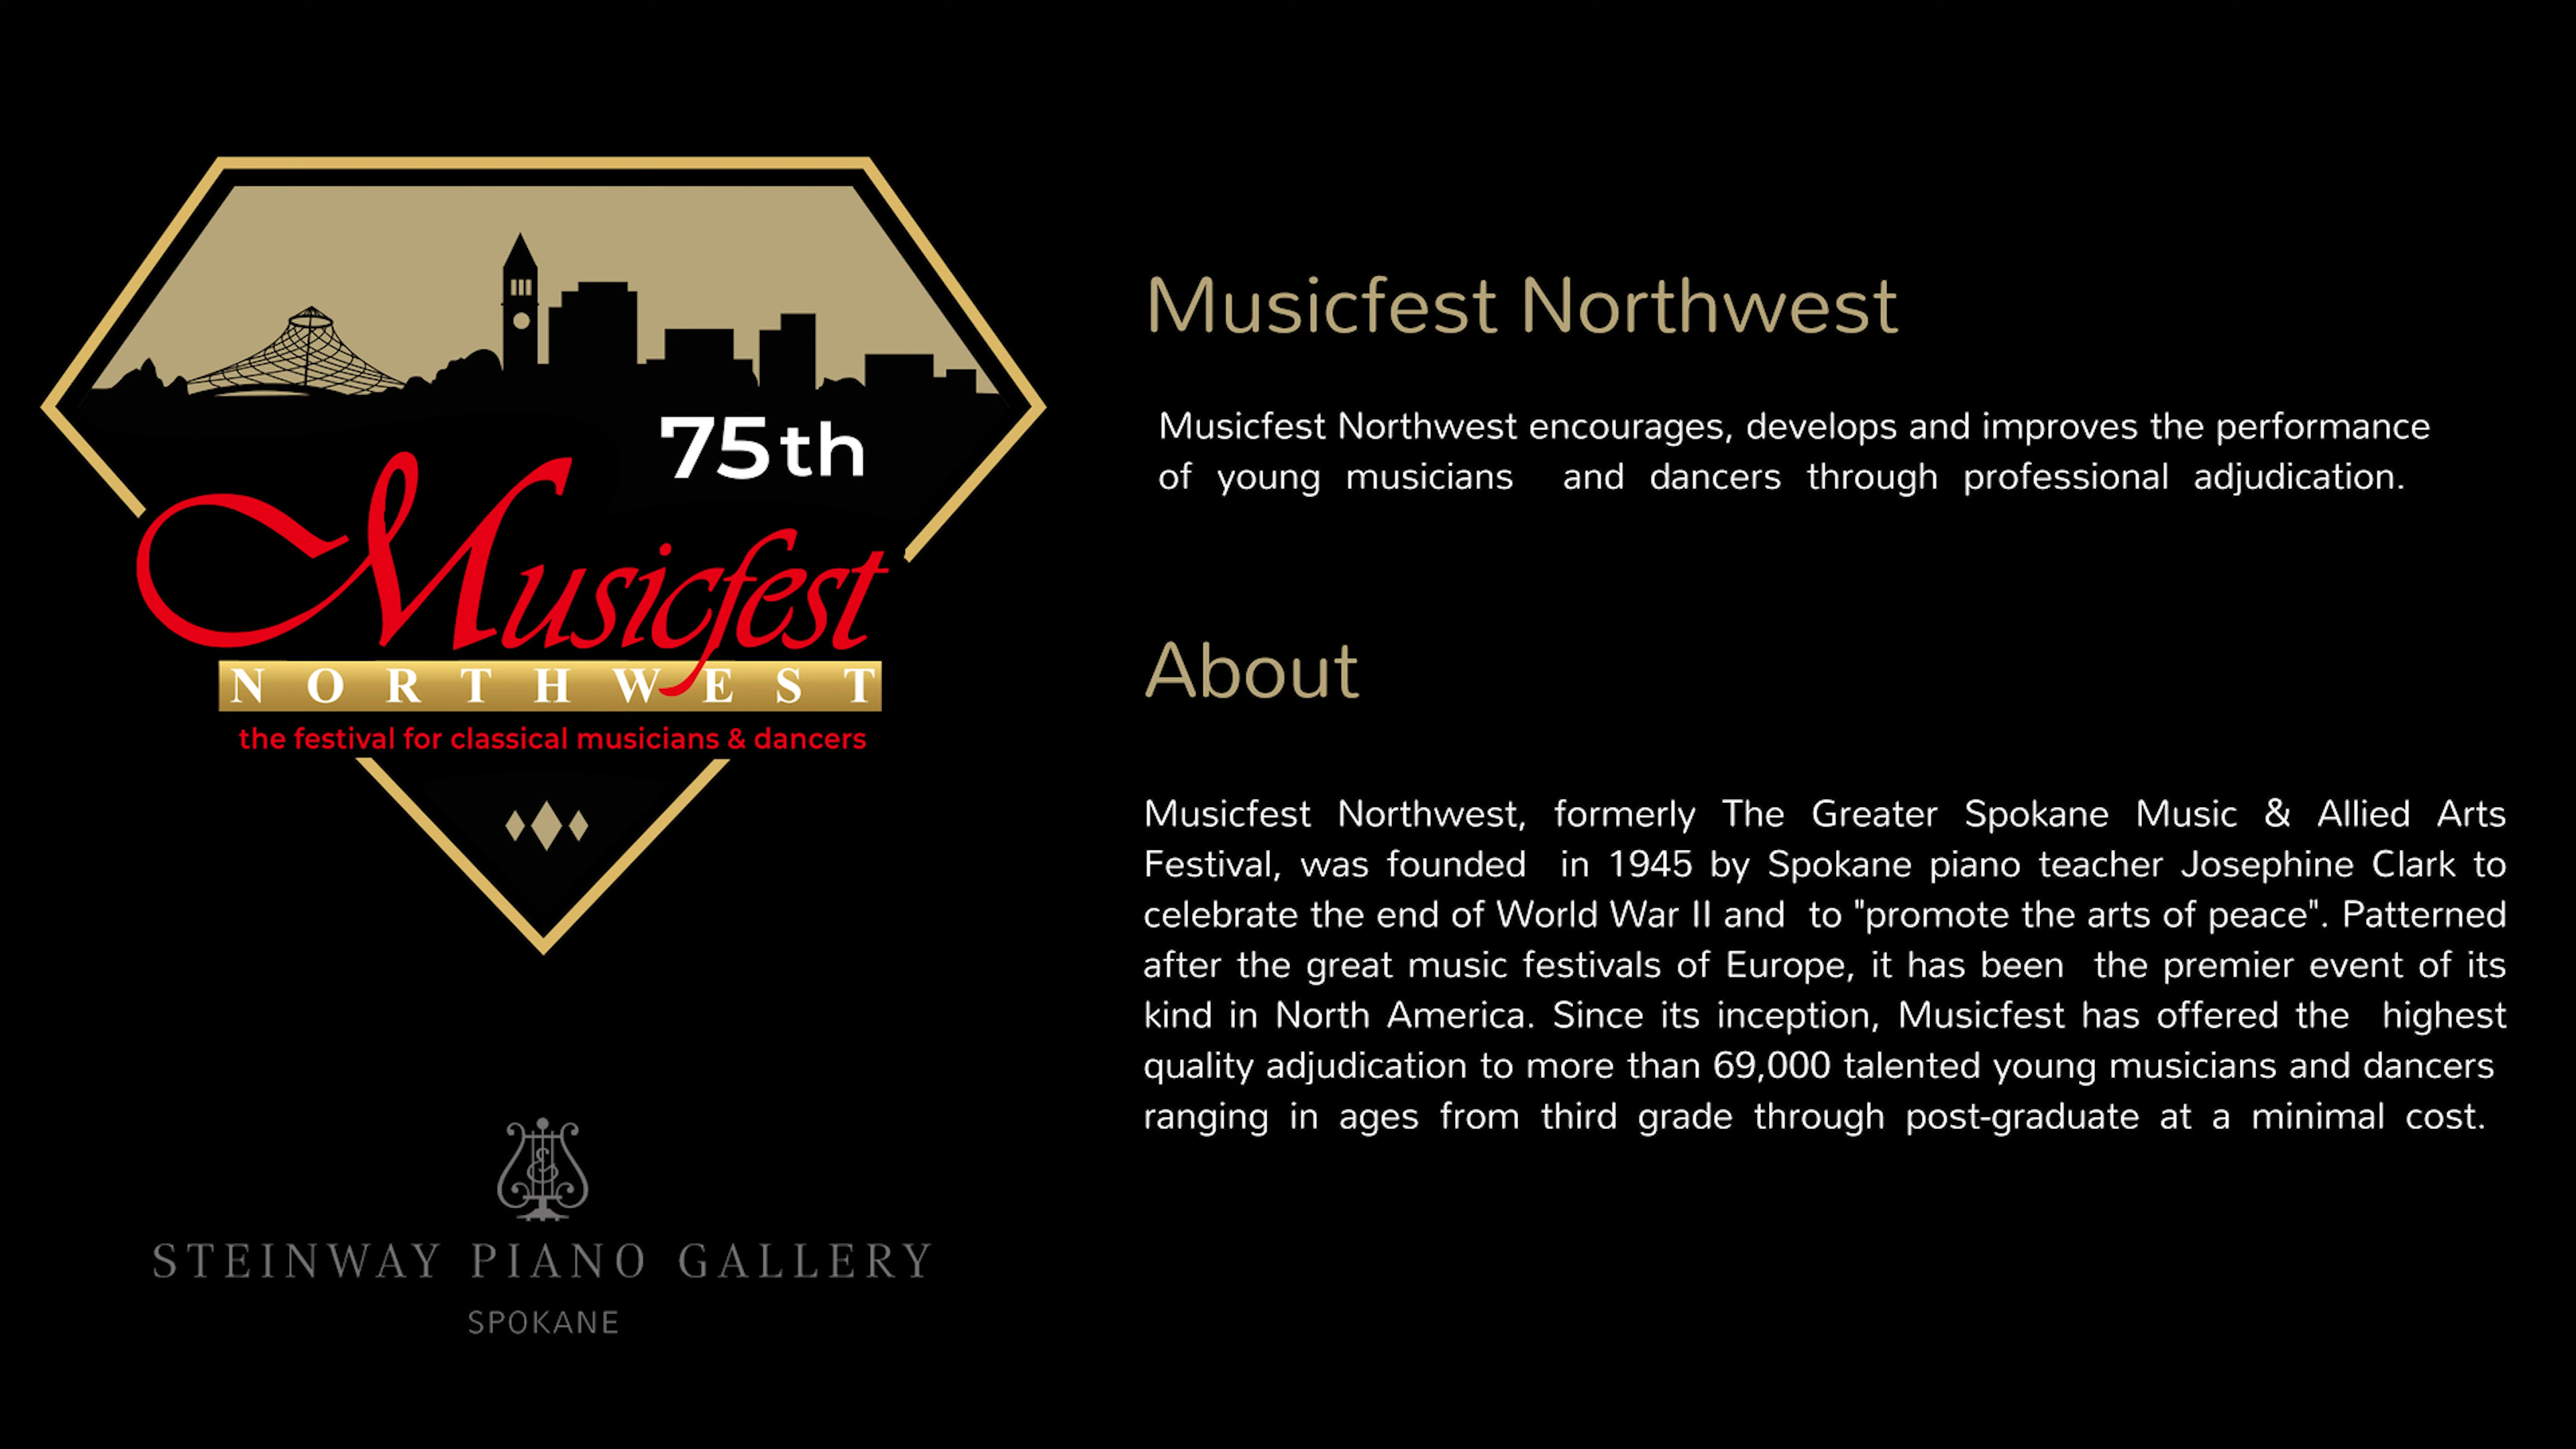 75th
Musicfest
NORTHWEST
the festival for classical musicians & dancers
STEINWAY PIANO GALLERY
SPOKANE
Musicfest Northwest
Musicfest Northwest encourages, develops and improves the performance
of young musicians and dancers through professional adjudication.
About
Musicfest Northwest, formerly The Greater Spokane Music & Allied Arts
Festival, was founded in 1945 by Spokane piano teacher Josephine Clark to
celebrate the end of World War II and to "promote the arts of peace". Patterned
after the great music festivals of Europe, it has been the premier event of its
kind in North America. Since its inception, Musicfest has offered the highest
quality adjudication to more than 69,000 talented young musicians and dancers
ranging in ages from third grade through post-graduate at a minimal cost.